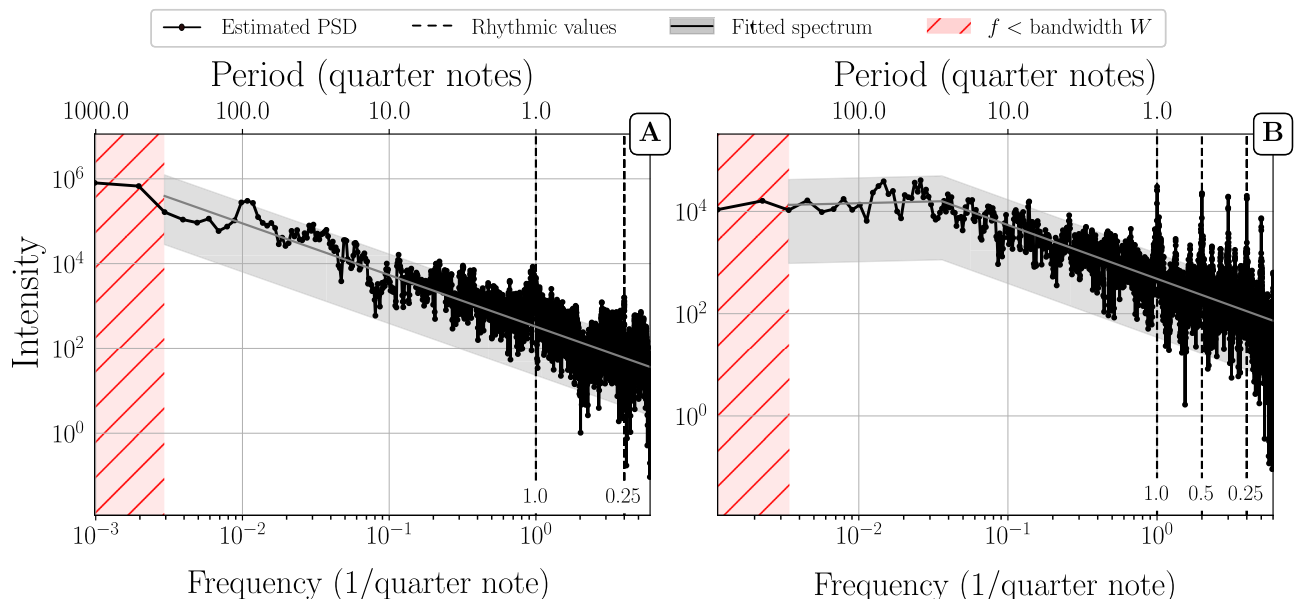 Estimated PSD Rhythmic values Fitted spectrum f < bandwidth W
Period (quarter notes) Period (quarter notes)
1000.0 100.0 10.0 1.0 100.0 10.0 1.0
A B
Intensity
10^6
10^4
10^2
10^0
10^4
10^2
10^0
1.0 0.25 1.0 0.5 0.25
10^-3 10^-2 10^-1 10^0 10^-2 10^-1 10^0
Frequency (1/quarter note) Frequency (1/quarter note)